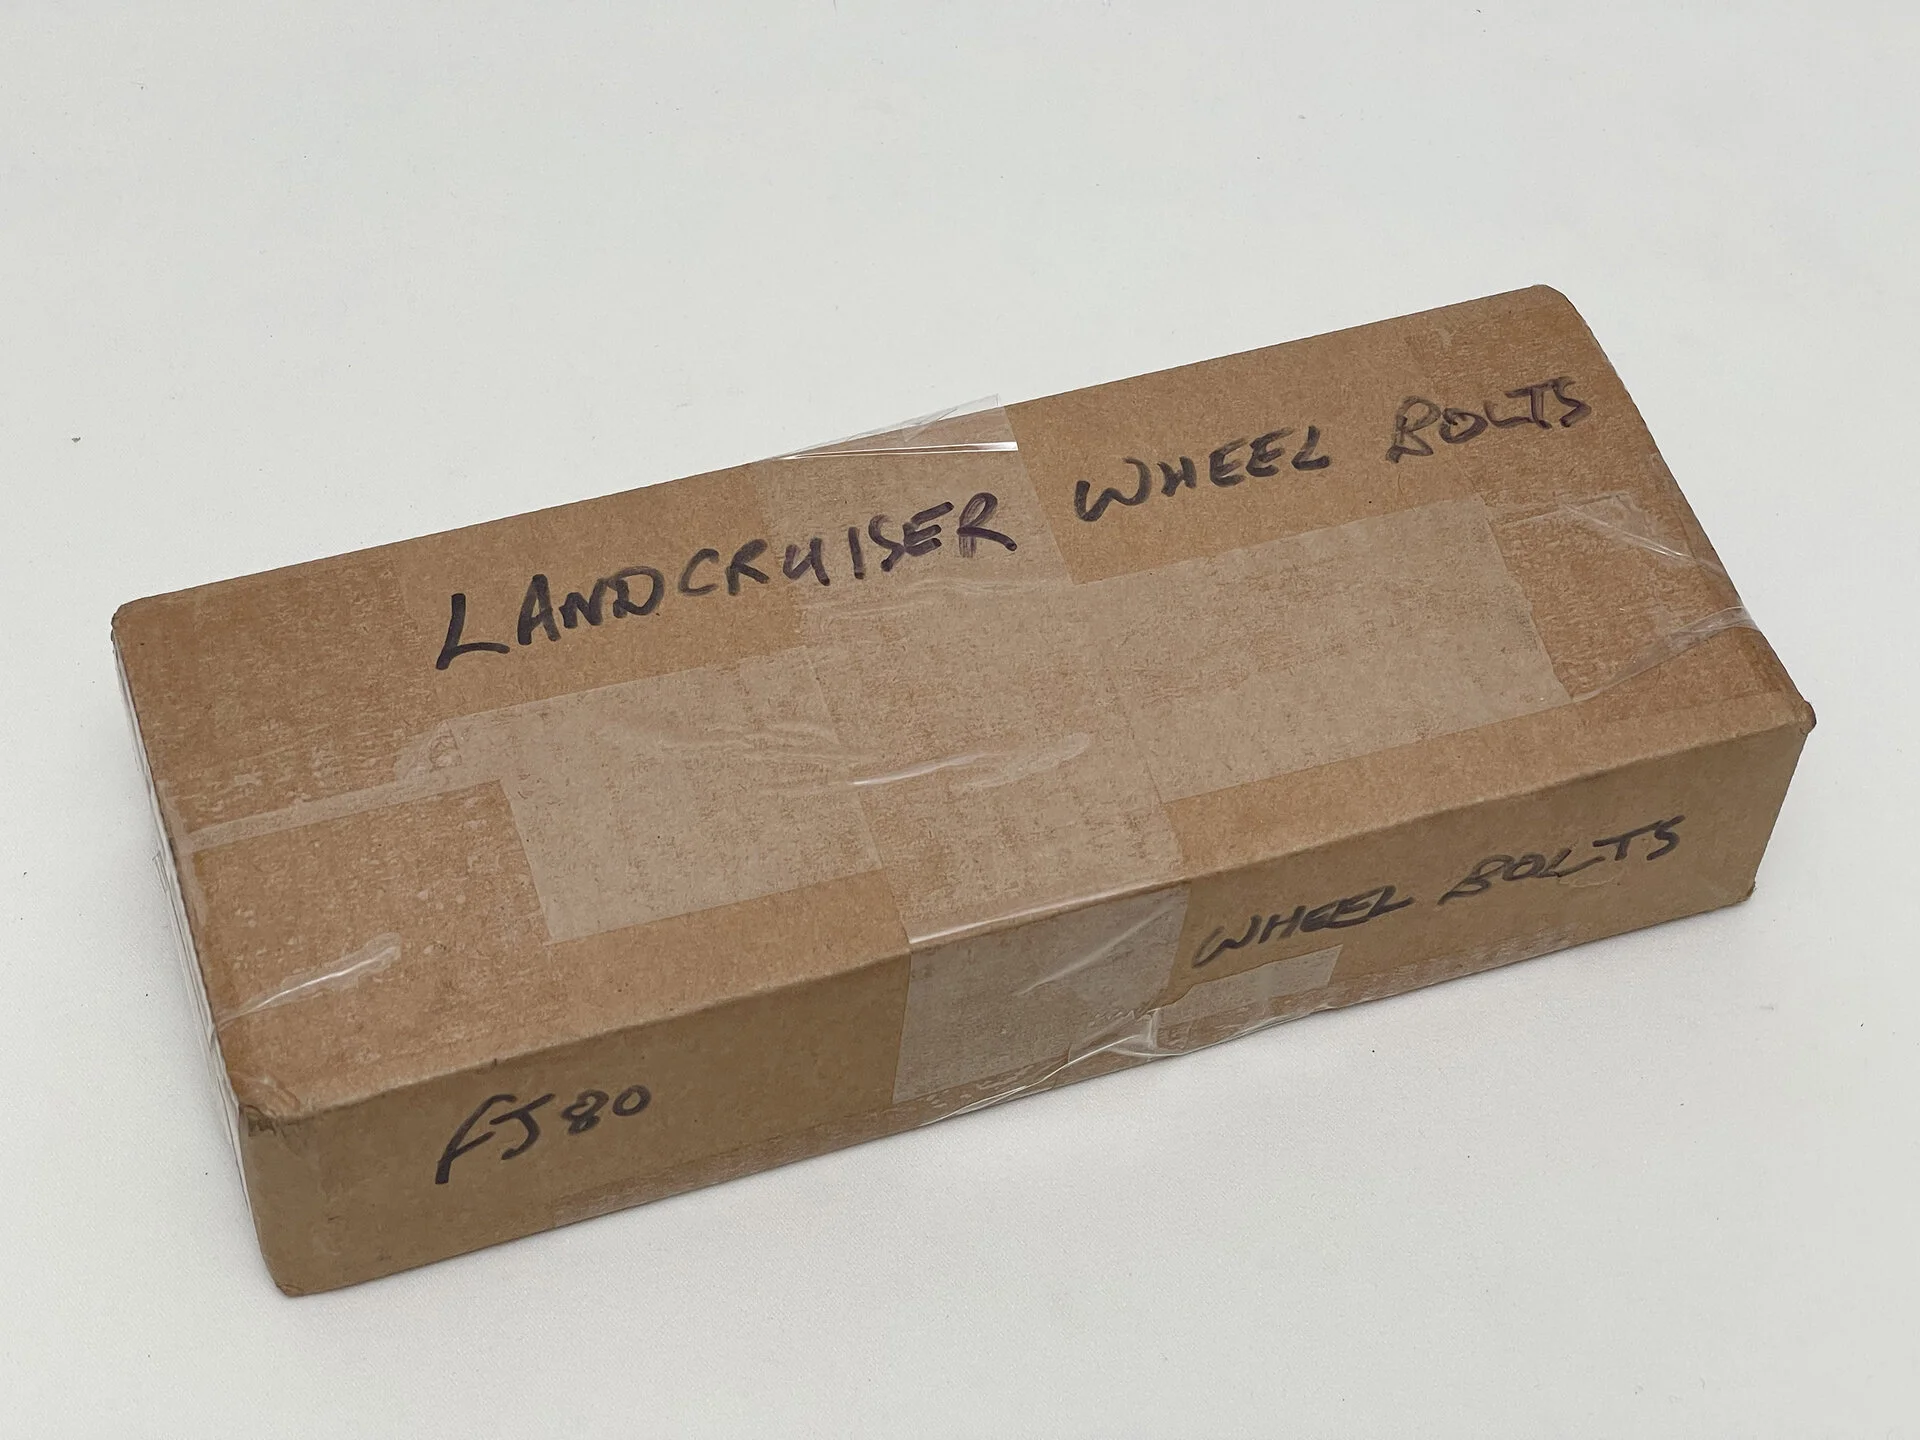 LANDCRUISER WHEEL BOLTS
FJ80 WHEEL BOLTS